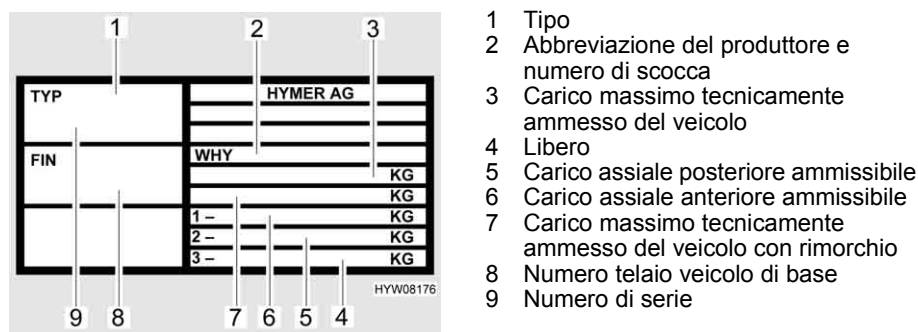 1 2 3
TYP
HYMER AG
FIN
WHY
KG
KG
1 – KG
2 – KG
3 – KG
HYW08176
9 8 7 6 5 4
1 Tipo
2 Abbreviazione del produttore e
numero di scocca
3 Carico massimo tecnicamente
ammesso del veicolo
4 Libero
5 Carico assiale posteriore ammissibile
6 Carico assiale anteriore ammissibile
7 Carico massimo tecnicamente
ammesso del veicolo con rimorchio
8 Numero telaio veicolo di base
9 Numero di serie